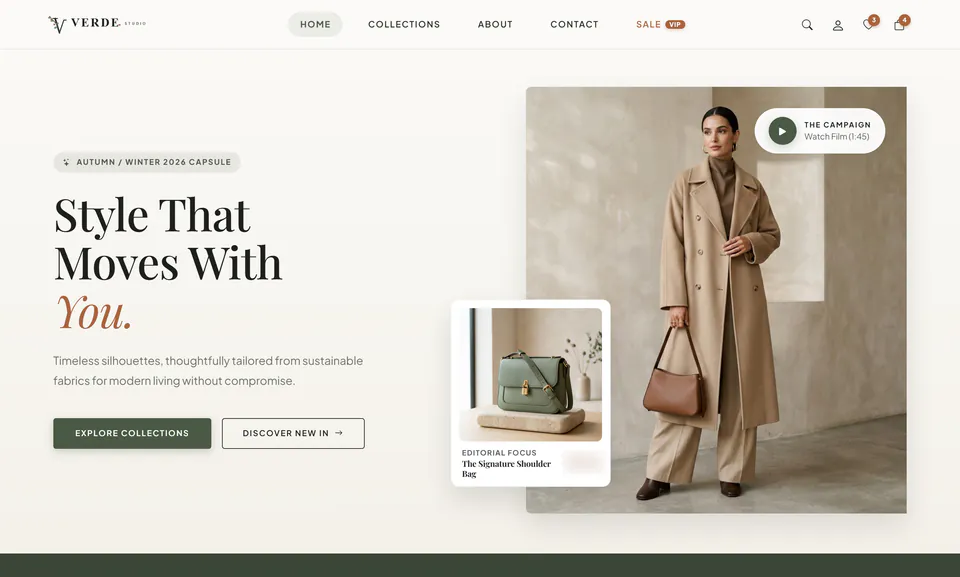 VERDE STUDIO
HOME
COLLECTIONS
ABOUT
CONTACT
SALE VIP
3
4
THE CAMPAIGN
Watch Film (1:45)
AUTUMN / WINTER 2026 CAPSULE
Style That
Moves With
You.
Timeless silhouettes, thoughtfully tailored from sustainable
fabrics for modern living without compromise.
EXPLORE COLLECTIONS
DISCOVER NEW IN →
EDITORIAL FOCUS
The Signature Shoulder
Bag